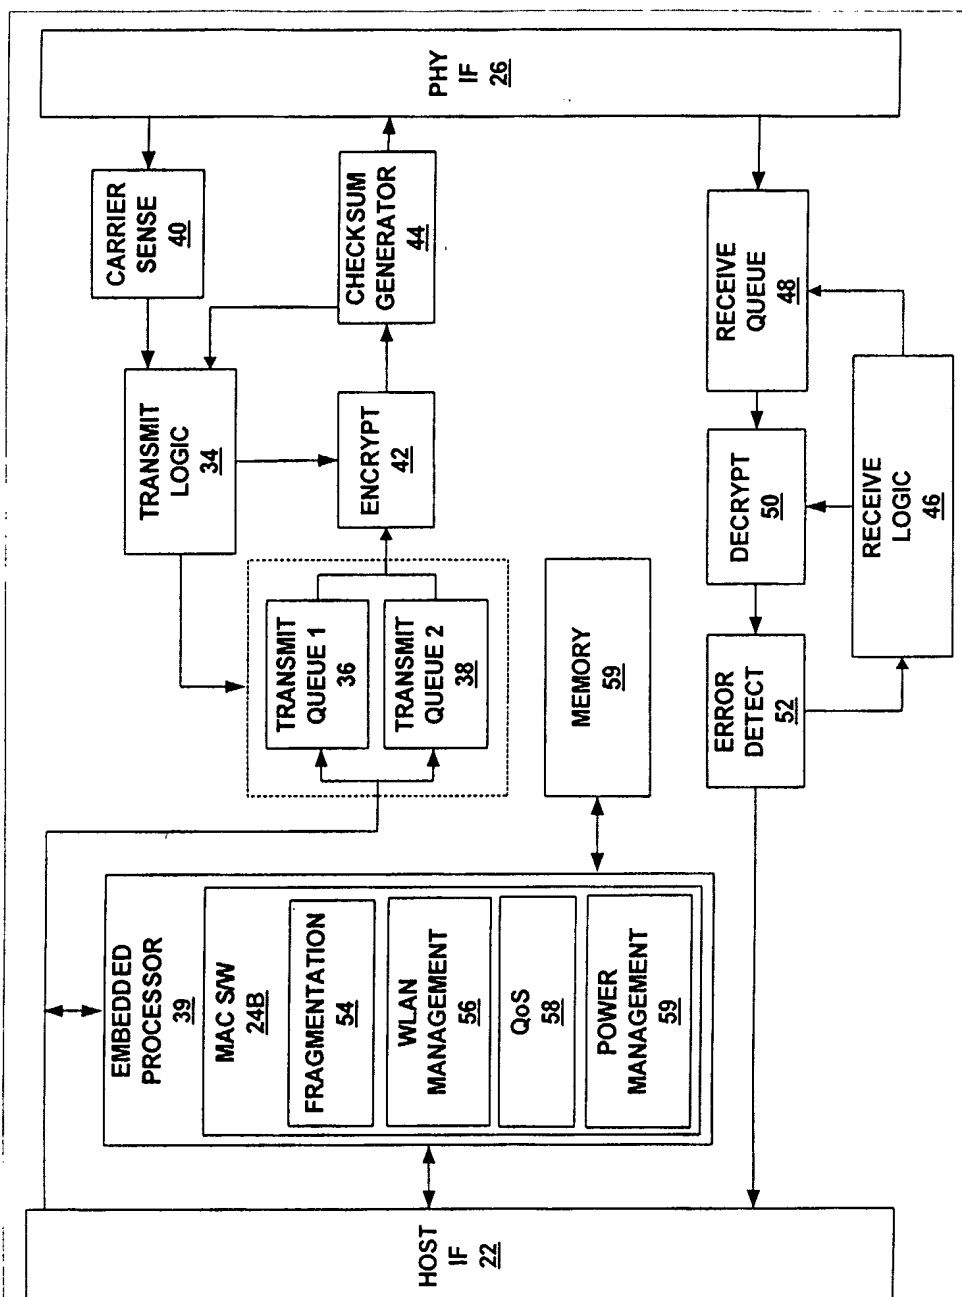 HOST
IF
22
EMBEDDED
PROCESSOR
39
MAC S/W
24B
FRAGMENTATION
54
WLAN
MANAGEMENT
56
QoS
58
POWER
MANAGEMENT
59
MEMORY
59
TRANSMIT
QUEUE 1
36
TRANSMIT
QUEUE 2
38
TRANSMIT
LOGIC
34
ENCRYPT
42
CARRIER
SENSE
40
CHECKSUM
GENERATOR
44
ERROR
DETECT
52
DECRYPT
50
RECEIVE
LOGIC
46
RECEIVE
QUEUE
48
PHY
IF
26